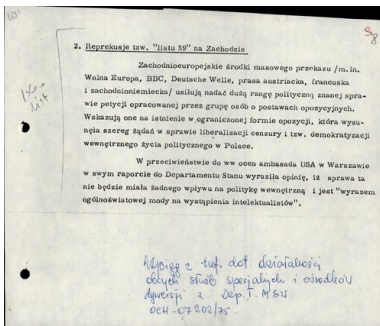 2. Reprekusje tzw. "listu 59" na Zachodzie
Zachodnioeuropejskie środki masowego przekazu /m.in.
Wolna Europa, BBC, Deutsche Welle, prasa austriacka, francuska
i zachodnioniemiecka/ usiłują nadać dużą rangę polityczną znanej spra-
wie petycji opracowanej przez grupę osób o postawach opozycyjnych.
Wskazują one na istnienie w ograniczonej formie opozycji, która wysu-
nęła szereg żądań w sprawie liberalizacji cenzury i tzw. demokratyzacji
wewnętrznego życia politycznego w Polsce.
W przeciwieństwie do ww ocen ambasada USA w Warszawie
w swym raporcie do Departamentu Stanu wyraziła opinię, iż sprawa ta
nie będzie miała żadnego wpływu na politykę wewnętrzną i jest "wyrazem
ogólnoświatowej mody na wystąpienia intelektualistów".
Wyciąg z inf. dot. działalności
obcych służb specjalnych i ośrodków
dywersji z Dep. I MSW
OCH-07202/75